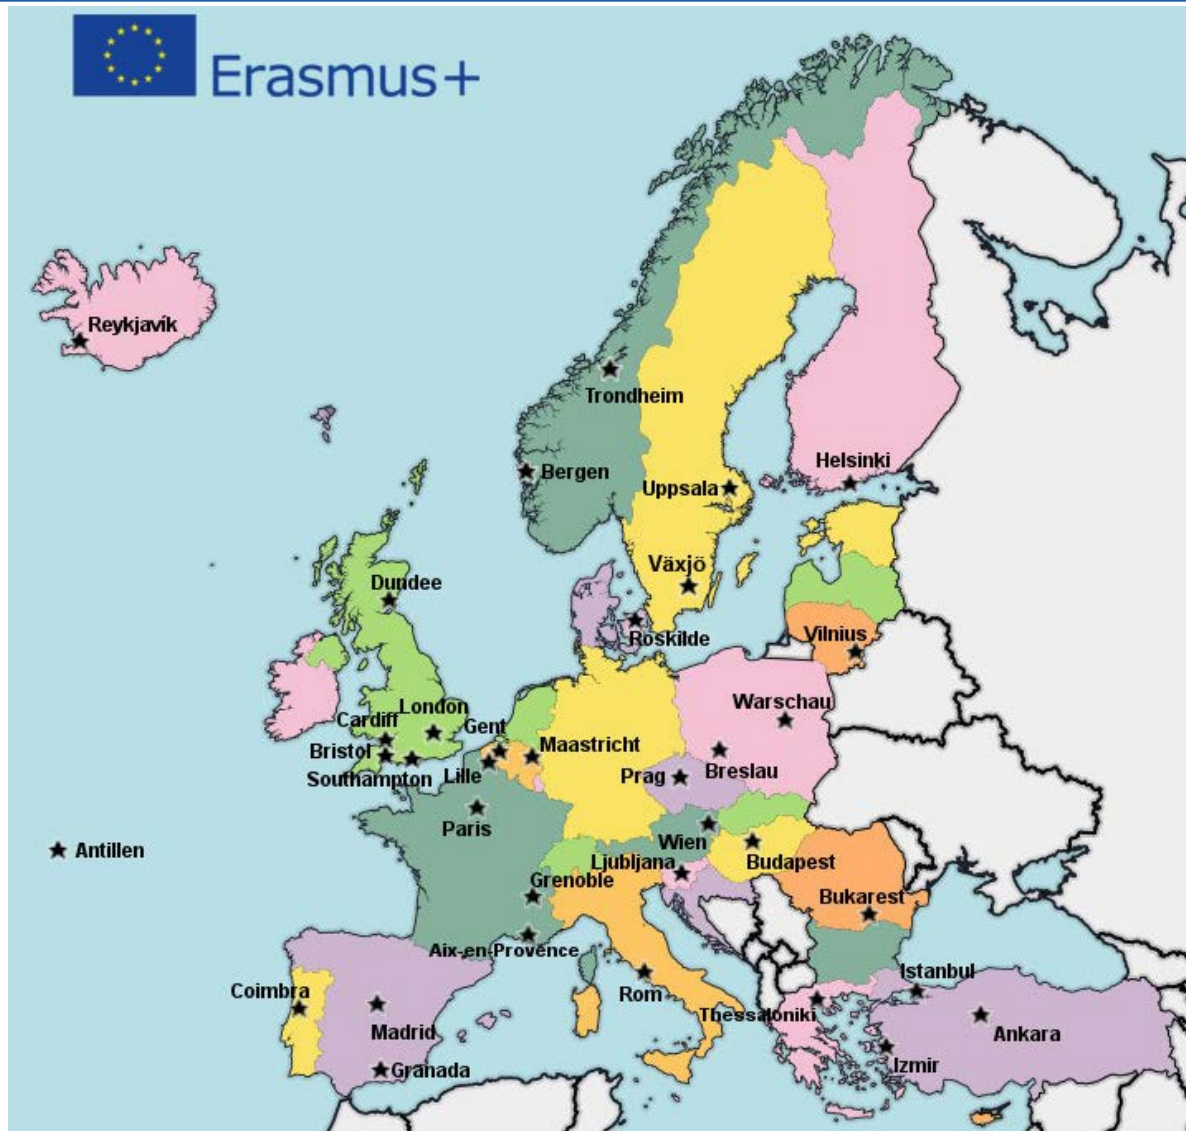 Erasmus+
Reykjavík
Trondheim
Bergen
Helsinki
Uppsala
Växjö
Dundee
Roskilde
Vilnius
Warschau
London
Cardiff
Gent
Maastricht
Bristol
Southampton
Lille
Prag
Breslau
Paris
Wien
Antillen
Ljubljana
Budapest
Grenoble
Bukarest
Aix-en-Provence
Istanbul
Coimbra
Rom
Thessaloniki
Madrid
Ankara
Izmir
Granada